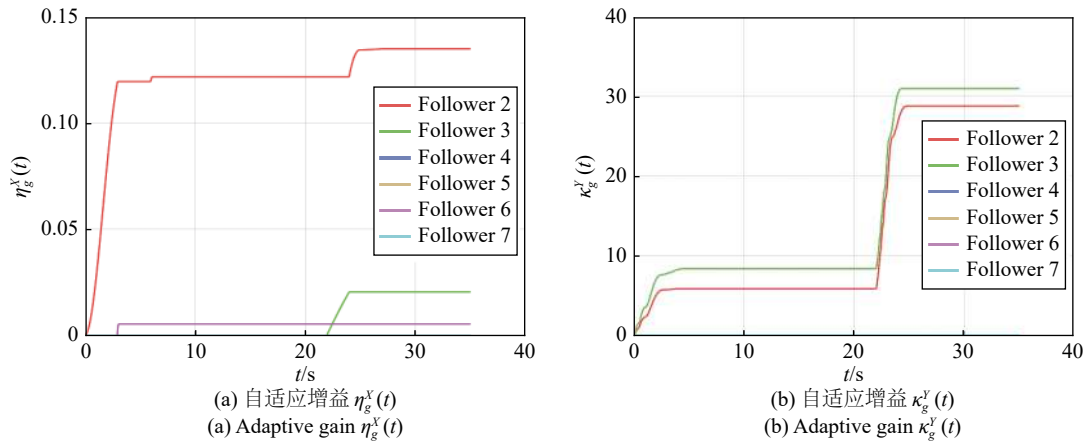 0.15
0.10
0.05
0
η_g^X(t)
Follower 2
Follower 3
Follower 4
Follower 5
Follower 6
Follower 7
0 10 20 30 40
t/s
(a) 自适应增益 η_g^X(t)
(a) Adaptive gain η_g^X(t)
40
30
20
10
0
κ_g^Y(t)
Follower 2
Follower 3
Follower 4
Follower 5
Follower 6
Follower 7
0 10 20 30 40
t/s
(b) 自适应增益 κ_g^Y(t)
(b) Adaptive gain κ_g^Y(t)